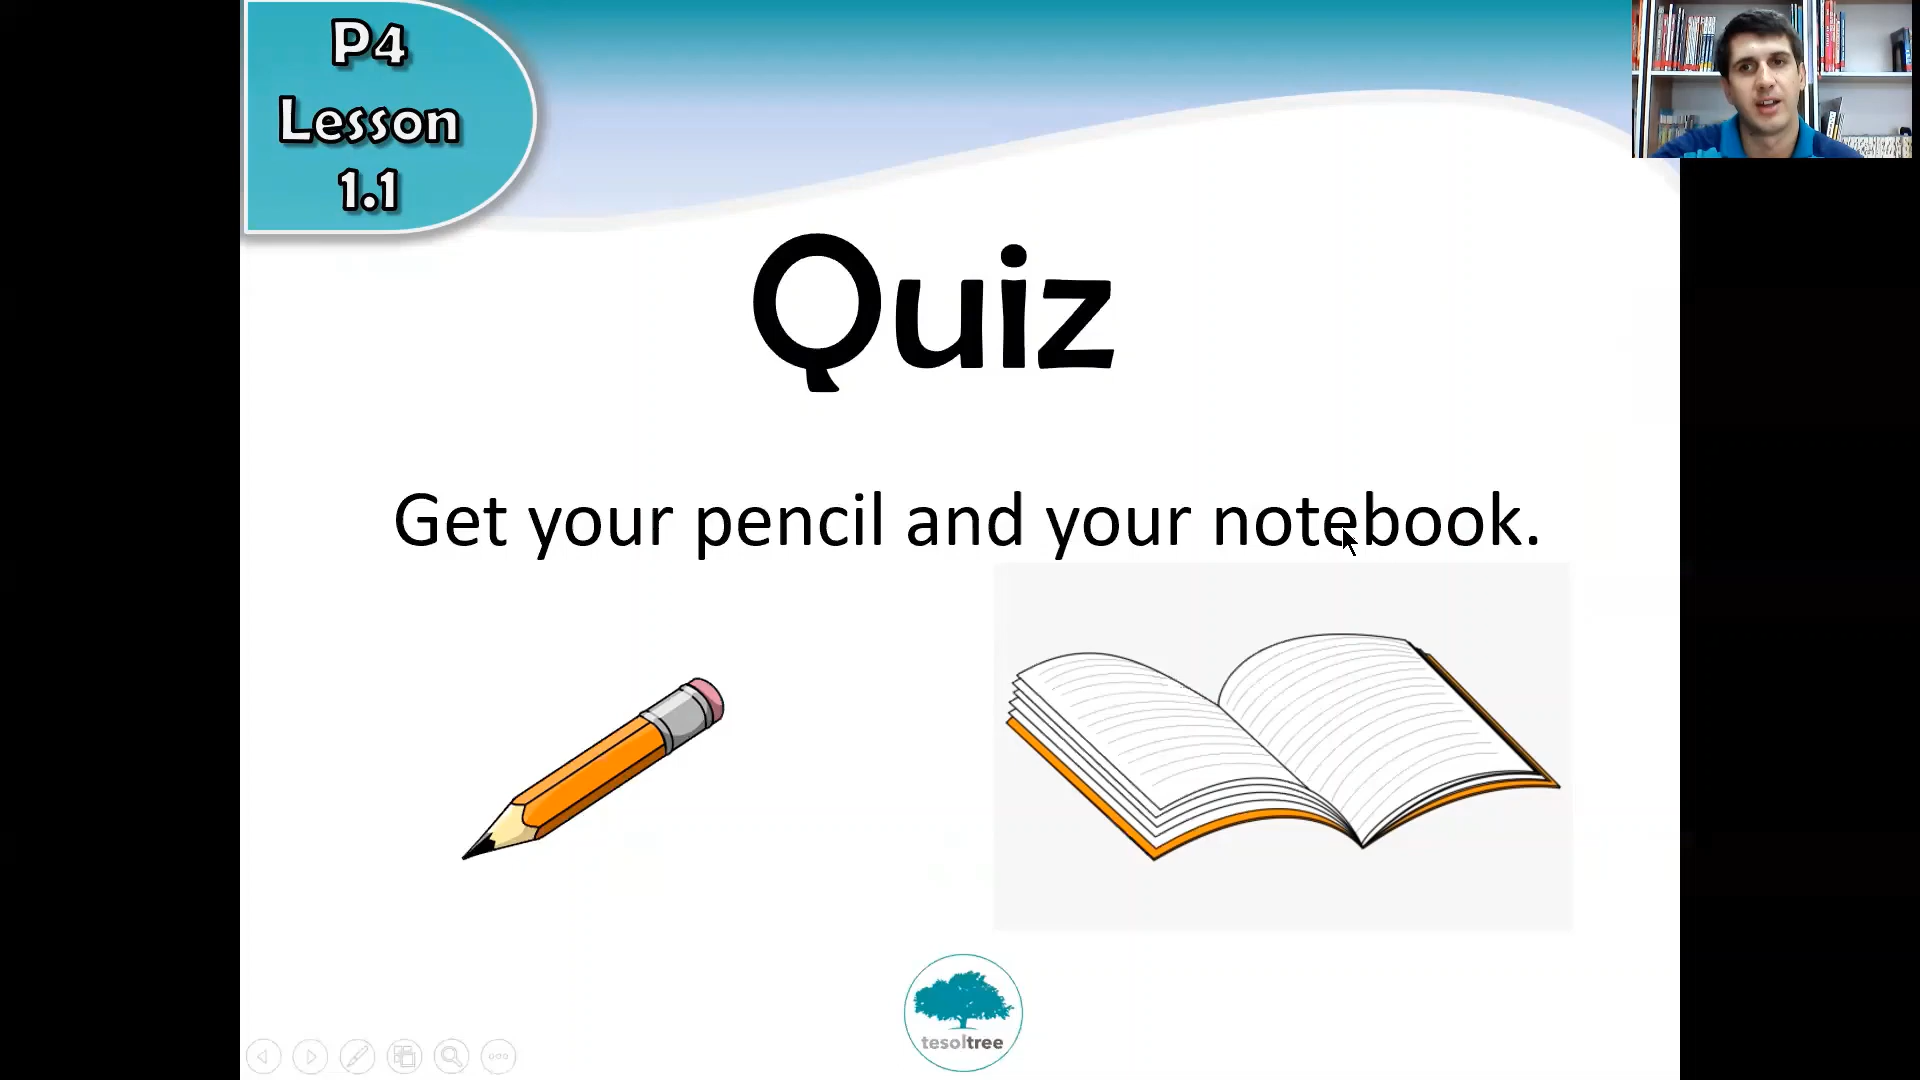 P4
Lesson
1.1
Quiz
Get your pencil and your notebook.
tesoltree